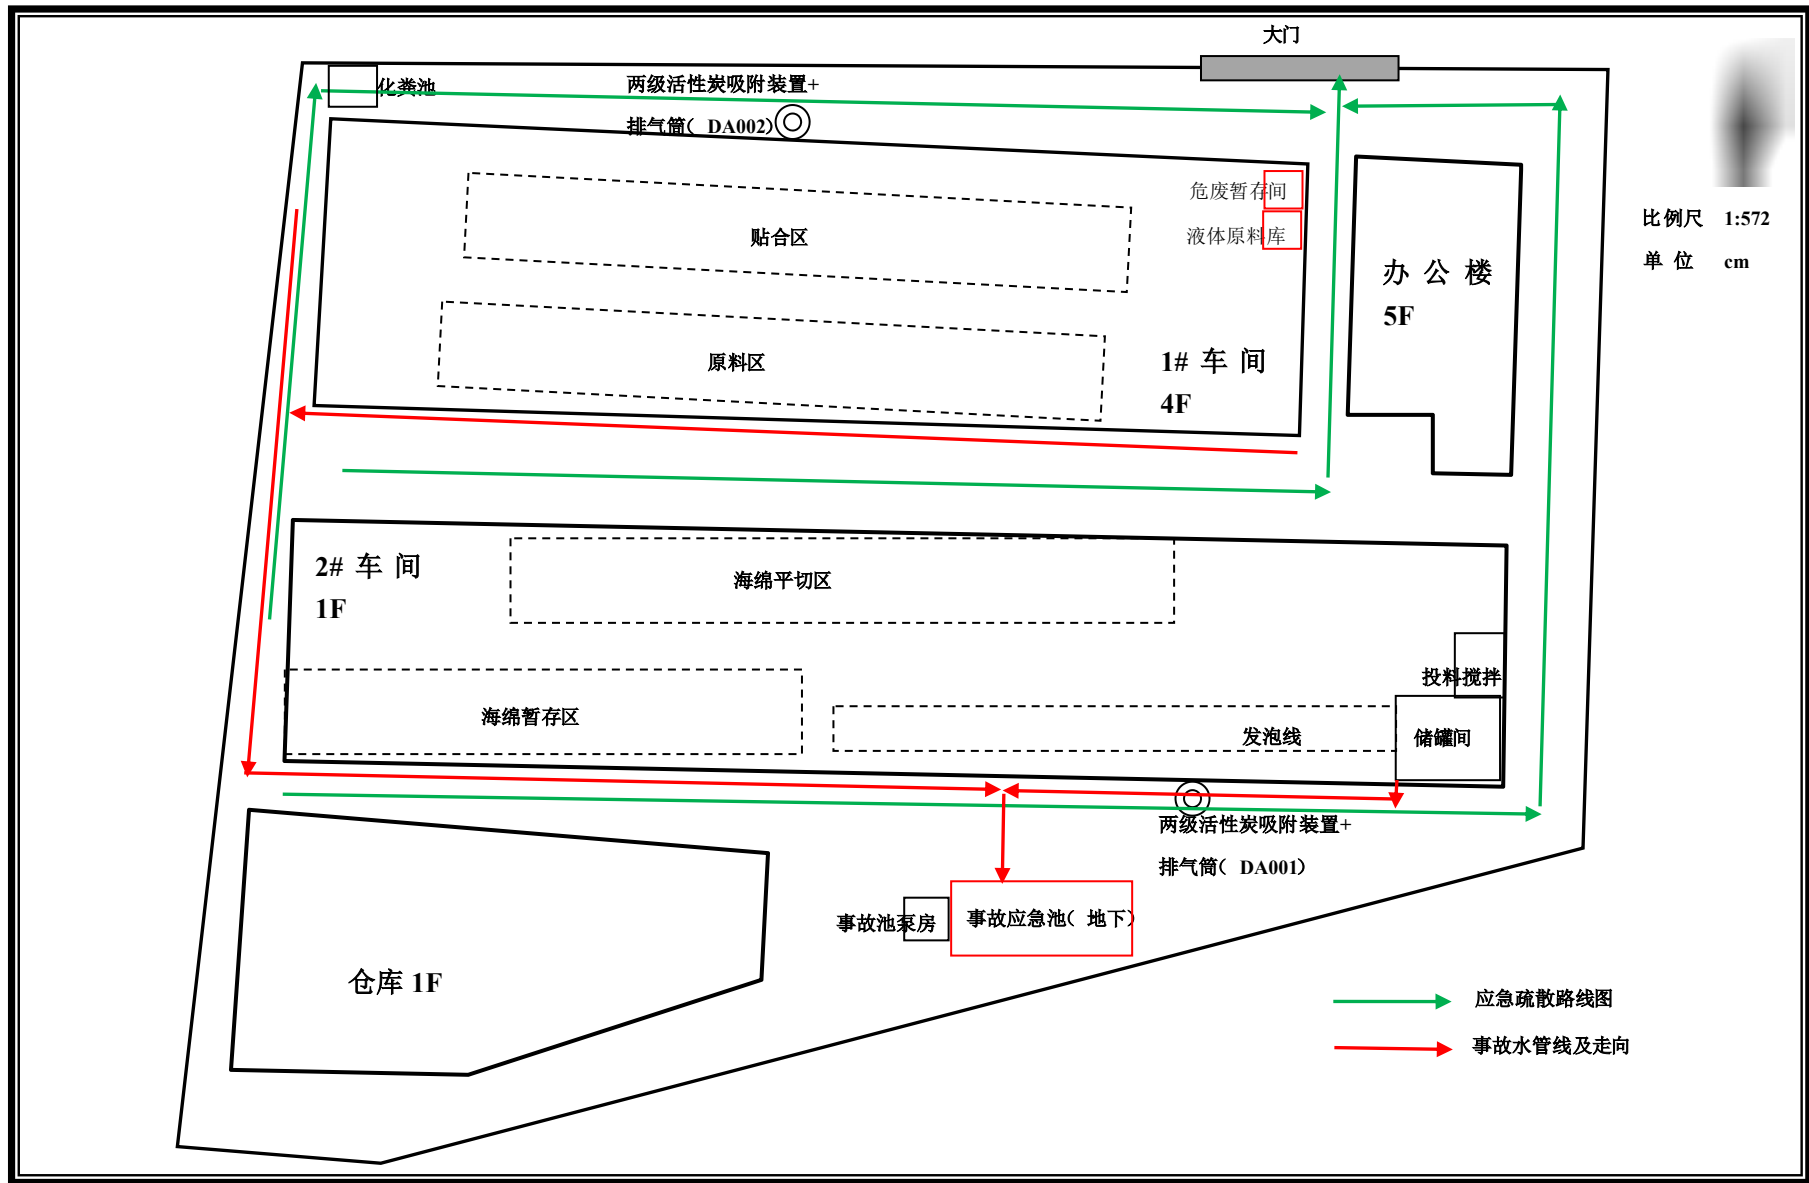 大门
化粪池
两级活性炭吸附装置+
排气筒（DA002）
危废暂存间
液体原料库
贴合区
原料区
1# 车 间
4F
办 公 楼
5F
比例尺 1:572
单 位 cm
2# 车 间
1F
海绵平切区
海绵暂存区
发泡线
投料搅拌
储罐间
两级活性炭吸附装置+
排气筒（DA001）
事故池泵房
事故应急池（地下）
仓库 1F
应急疏散路线图
事故水管线及走向